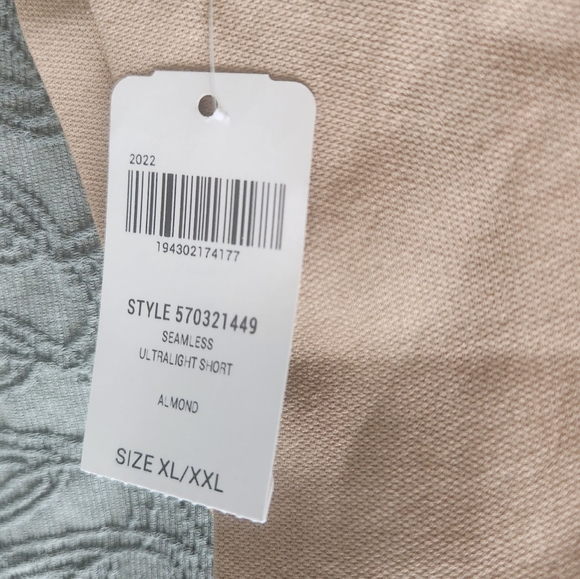 2022
194302174177
STYLE 570321449
SEAMLESS
ULTRALIGHT SHORT
ALMOND
SIZE XL/XXL